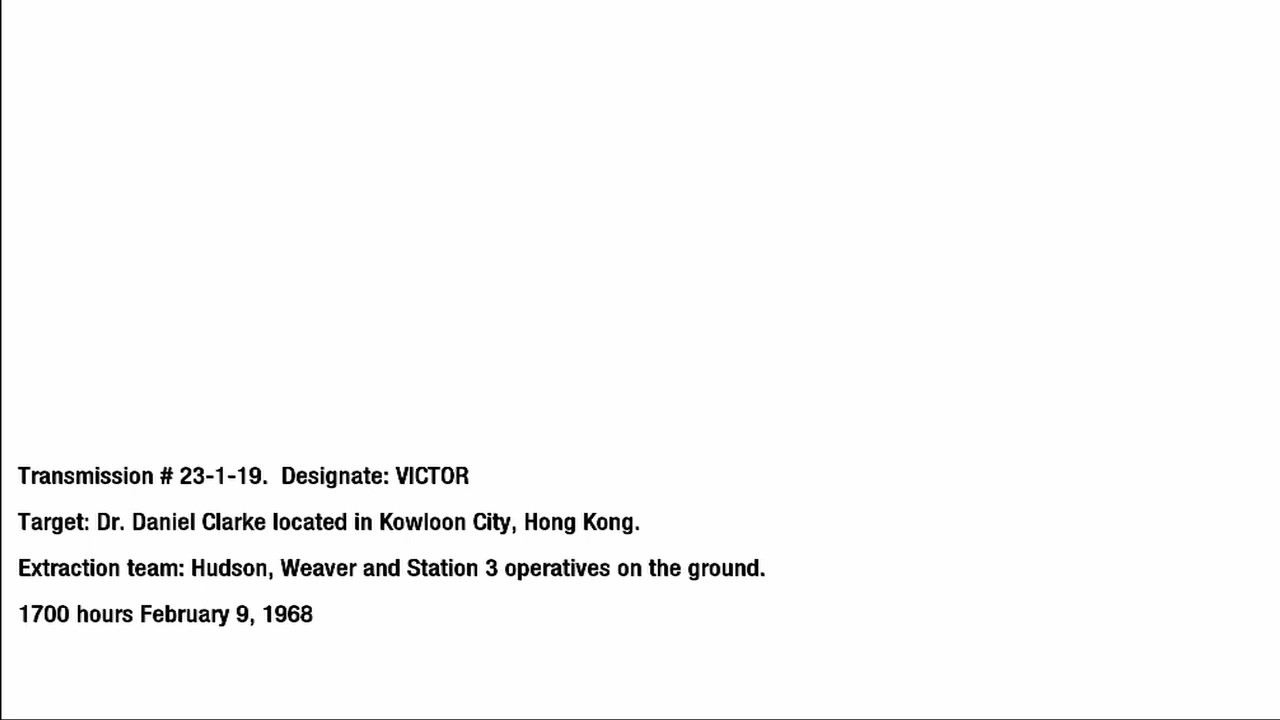 Transmission # 23-1-19.  Designate: VICTOR
Target: Dr. Daniel Clarke located in Kowloon City, Hong Kong.
Extraction team: Hudson, Weaver and Station 3 operatives on the ground.
1700 hours February 9, 1968